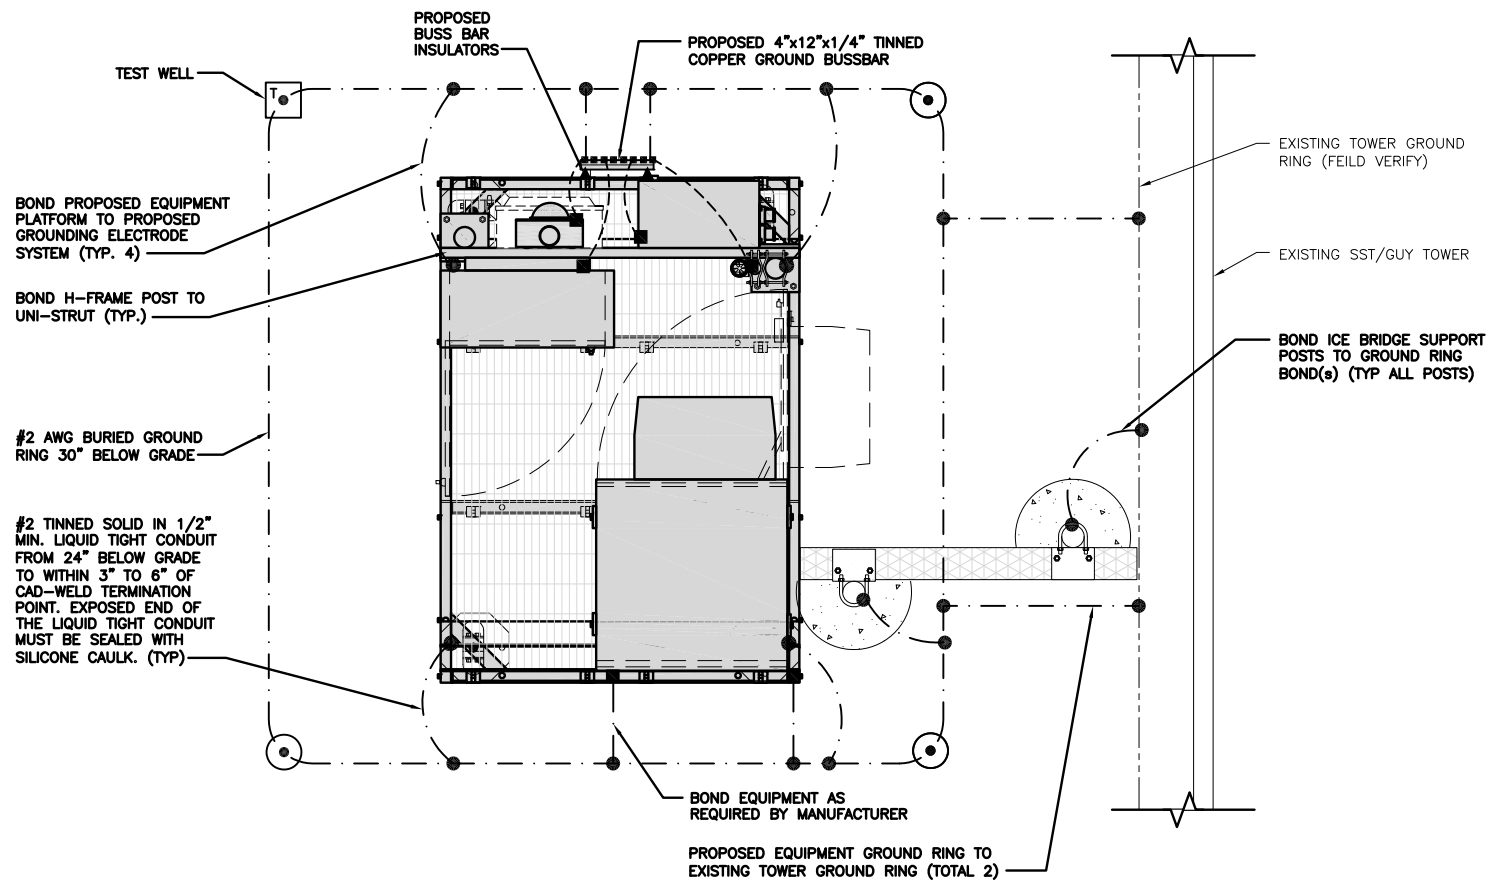 PROPOSED
BUSS BAR
INSULATORS
PROPOSED 4"x12"x1/4" TINNED
COPPER GROUND BUSSBAR
TEST WELL
T
EXISTING TOWER GROUND
RING (FEILD VERIFY)
BOND PROPOSED EQUIPMENT
PLATFORM TO PROPOSED
GROUNDING ELECTRODE
SYSTEM (TYP. 4)
EXISTING SST/GUY TOWER
BOND H-FRAME POST TO
UNI-STRUT (TYP.)
BOND ICE BRIDGE SUPPORT
POSTS TO GROUND RING
BOND(s) (TYP ALL POSTS)
#2 AWG BURIED GROUND
RING 30" BELOW GRADE
#2 TINNED SOLID IN 1/2"
MIN. LIQUID TIGHT CONDUIT
FROM 24" BELOW GRADE
TO WITHIN 3" TO 6" OF
CAD-WELD TERMINATION
POINT. EXPOSED END OF
THE LIQUID TIGHT CONDUIT
MUST BE SEALED WITH
SILICONE CAULK. (TYP)
BOND EQUIPMENT AS
REQUIRED BY MANUFACTURER
PROPOSED EQUIPMENT GROUND RING TO
EXISTING TOWER GROUND RING (TOTAL 2)